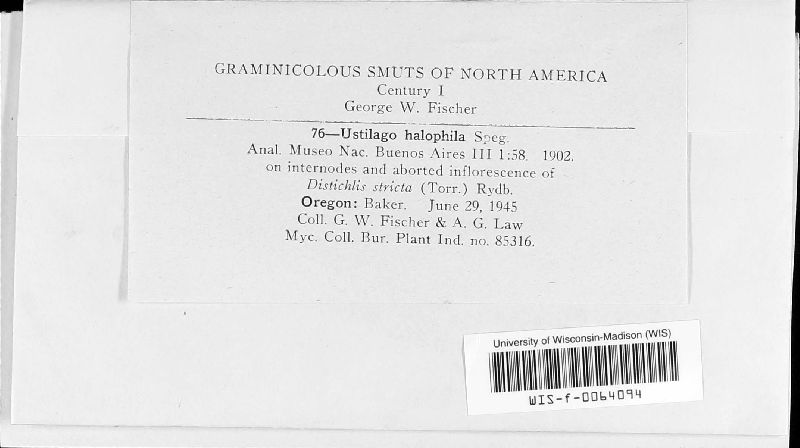 GRAMINICOLOUS SMUTS OF NORTH AMERICA
Century I
George W. Fischer
76—Ustilago halophila Speg.
Anal. Museo Nac. Buenos Aires III 1:58. 1902.
on internodes and aborted inflorescence of
Distichlis stricta (Torr.) Rydb.
Oregon: Baker. June 29, 1945
Coll. G. W. Fischer & A. G. Law
Myc. Coll. Bur. Plant Ind. no. 85316.
University of Wisconsin-Madison (WIS)
WIS-f-0064094